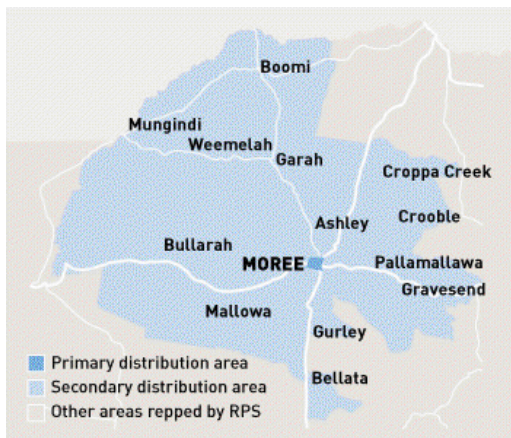 Boomi
Mungindi
Weemelah
Garah
Croppa Creek
Crooble
Ashley
Bullarah
MOREE
Pallamallawa
Gravesend
Mallowa
Gurley
Bellata
Primary distribution area
Secondary distribution area
Other areas repped by RPS